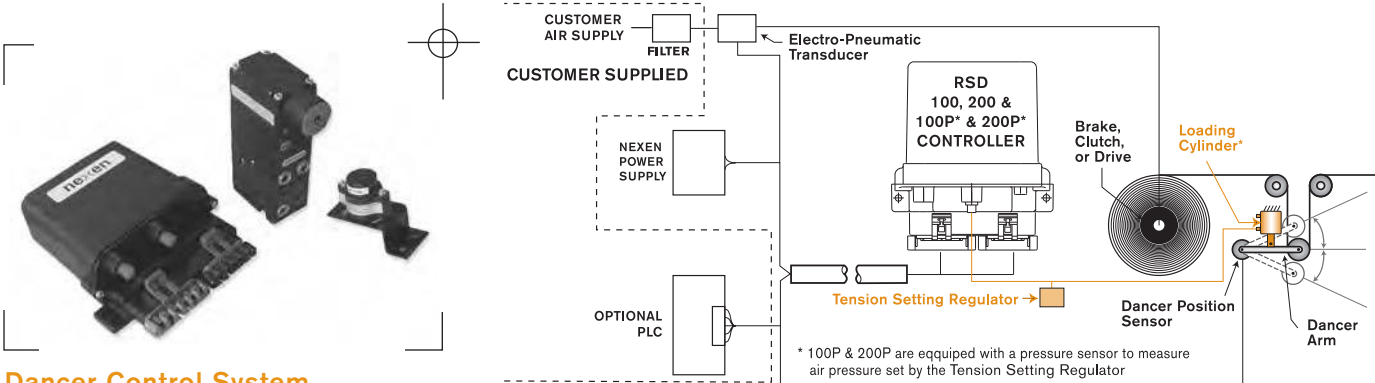 nexen
Dancer Control System
CUSTOMER
AIR SUPPLY
FILTER
Electro-Pneumatic
Transducer
CUSTOMER SUPPLIED
NEXEN
POWER
SUPPLY
OPTIONAL
PLC
RSD
100, 200 &
100P* & 200P*
CONTROLLER
Brake,
Clutch,
or Drive
Loading
Cylinder*
Tension Setting Regulator
Dancer Position
Sensor
Dancer
Arm
* 100P & 200P are eqquiped with a pressure sensor to measure
air pressure set by the Tension Setting Regulator